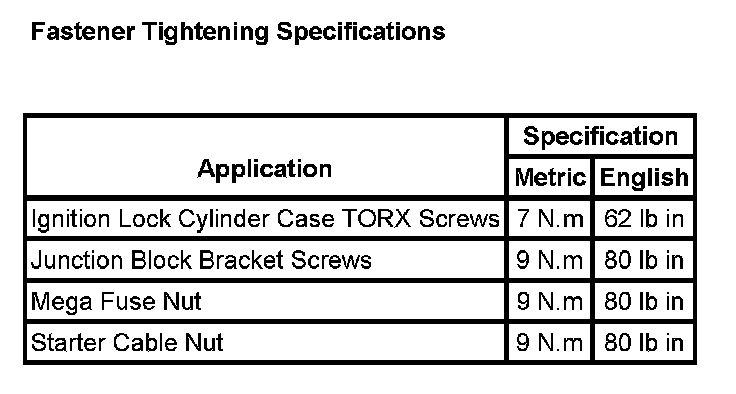 Fastener Tightening Specifications
Application
Specification
Metric English
Ignition Lock Cylinder Case TORX Screws 7 N.m 62 lb in
Junction Block Bracket Screws 9 N.m 80 lb in
Mega Fuse Nut 9 N.m 80 lb in
Starter Cable Nut 9 N.m 80 lb in